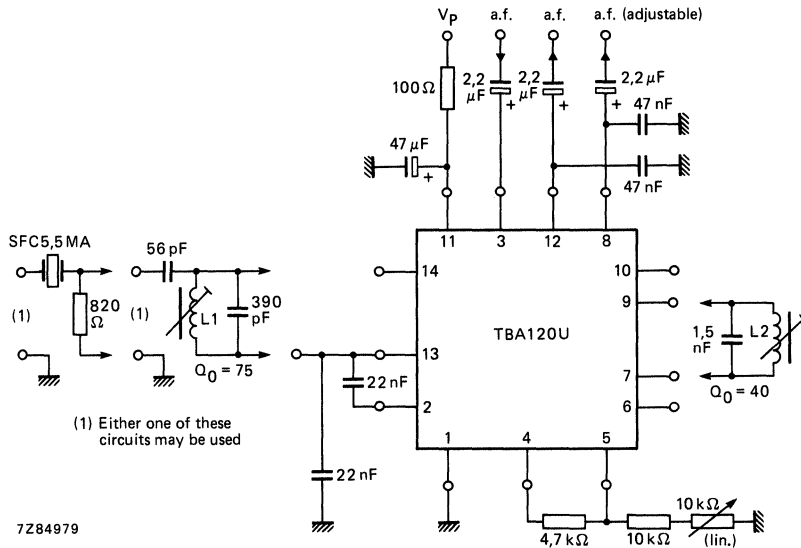 V_P
a.f.
a.f.
a.f. (adjustable)
100Ω
2,2 μF
2,2 μF
2,2 μF
+
+
+
47 nF
47 μF
+
47 nF
11
3
12
8
SFC5,5MA
56 pF
14
10
9
(1)
820 Ω
(1)
L1
390 pF
TBA120U
1,5 nF
L2
13
Q₀ = 75
22 nF
7
Q₀ = 40
2
6
(1) Either one of these
circuits may be used
1
4
5
22 nF
10 kΩ
7Z84979
4,7 kΩ
10 kΩ
(lin.)